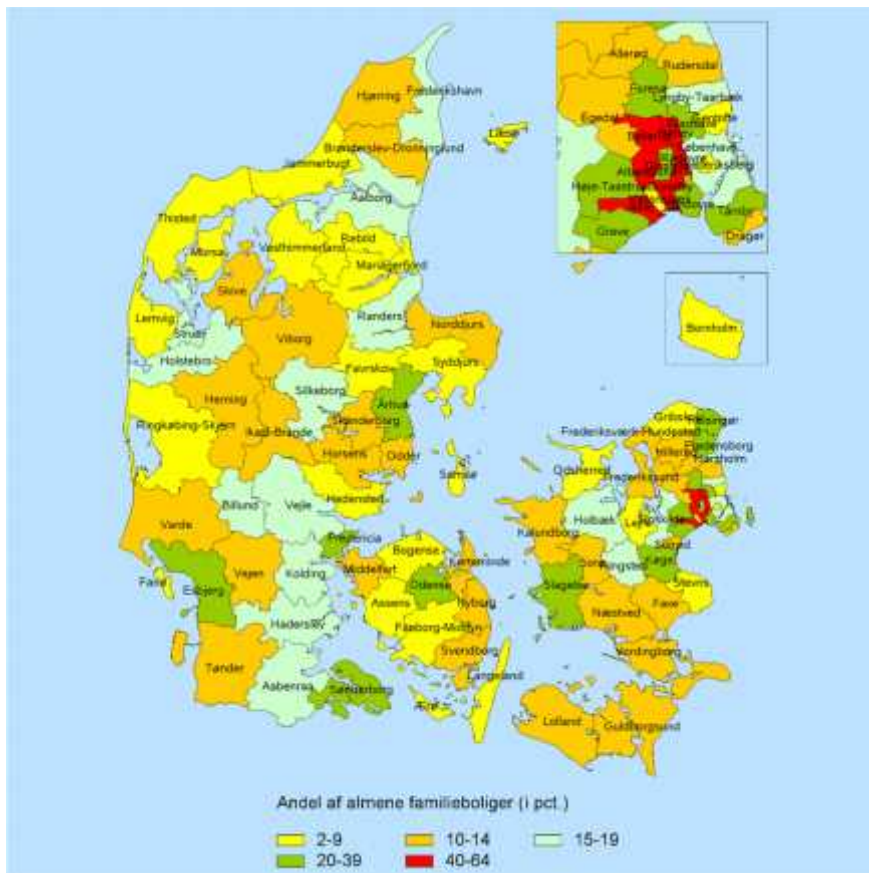 Allerød
Rudersdal
Furesø
Lyngby-Taarbæk
Egedal
Gentofte
København
Høje-Taastrup
Greve
Tårnby
Dragør
Hjørring
Frederikshavn
Læsø
Brønderslev-Dronninglund
Jammerbugt
Aalborg
Thisted
Morsø
Vesthimmerland
Rebild
Mariagerfjord
Skive
Lemvig
Struer
Holstebro
Viborg
Randers
Norddjurs
Bornholm
Favrskov
Syddjurs
Silkeborg
Århus
Herning
Ringkøbing-Skjern
Ikast-Brande
Skanderborg
Horsens
Odder
Samsø
Hedensted
Billund
Vejle
Varde
Fredericia
Vejen
Kolding
Fanø
Esbjerg
Haderslev
Tønder
Aabenraa
Sønderborg
Bogense
Middelfart
Kerteminde
Odense
Assens
Nyborg
Fåborg-Midtfyn
Svendborg
Langeland
Ærø
Gribskov
Helsingør
Frederiksværk-Hundested
Fredensborg
Hillerød
Hørsholm
Odsherred
Frederikssund
Kalundborg
Holbæk
Lejre
Roskilde
Solrød
Køge
Sorø
Ringsted
Slagelse
Stevns
Næstved
Faxe
Vordingborg
Lolland
Guldborgsund
Andel af almene familieboliger (i pct.)
2-9
10-14
15-19
20-39
40-64